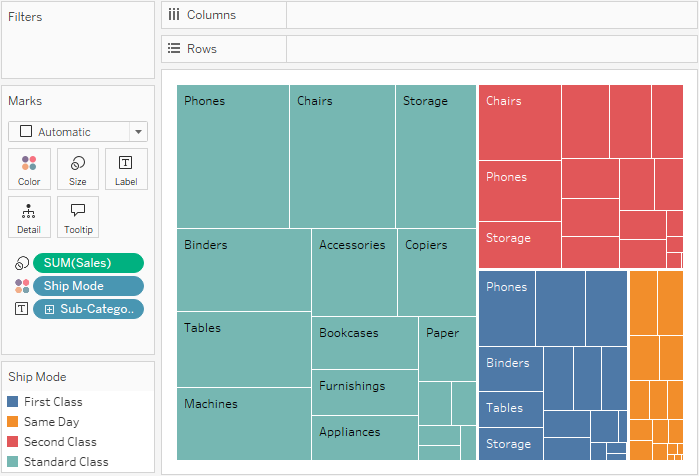 Filters
Columns
Rows
Marks
Automatic
Color
Size
Label
Detail
Tooltip
SUM(Sales)
Ship Mode
Sub-Catego..
Ship Mode
First Class
Same Day
Second Class
Standard Class
Phones
Chairs
Storage
Binders
Accessories
Copiers
Tables
Bookcases
Paper
Machines
Furnishings
Appliances
Chairs
Phones
Storage
Phones
Binders
Tables
Storage